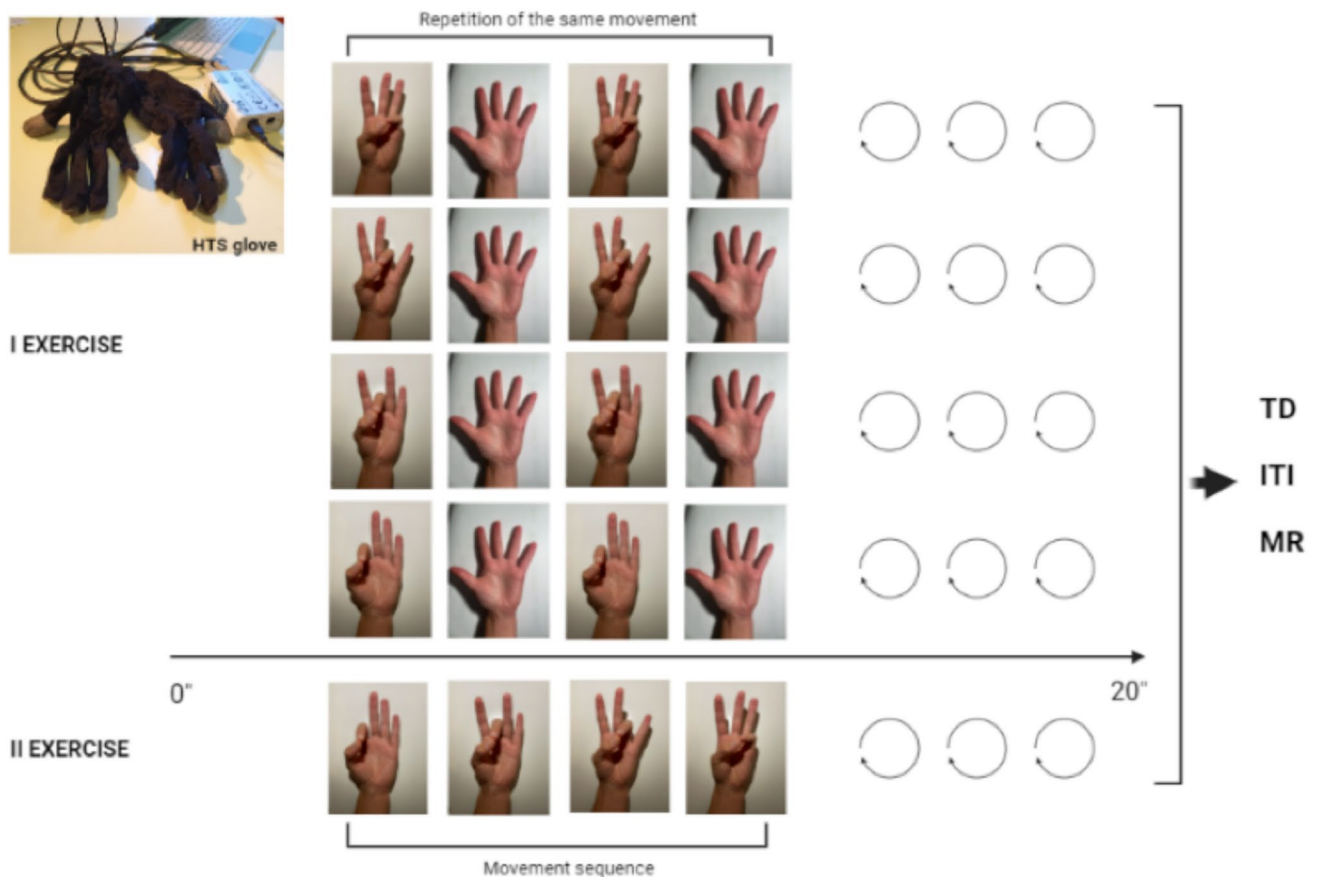 Repetition of the same movement
HTS glove
I EXERCISE
TD
ITI
MR
0"
20"
II EXERCISE
Movement sequence